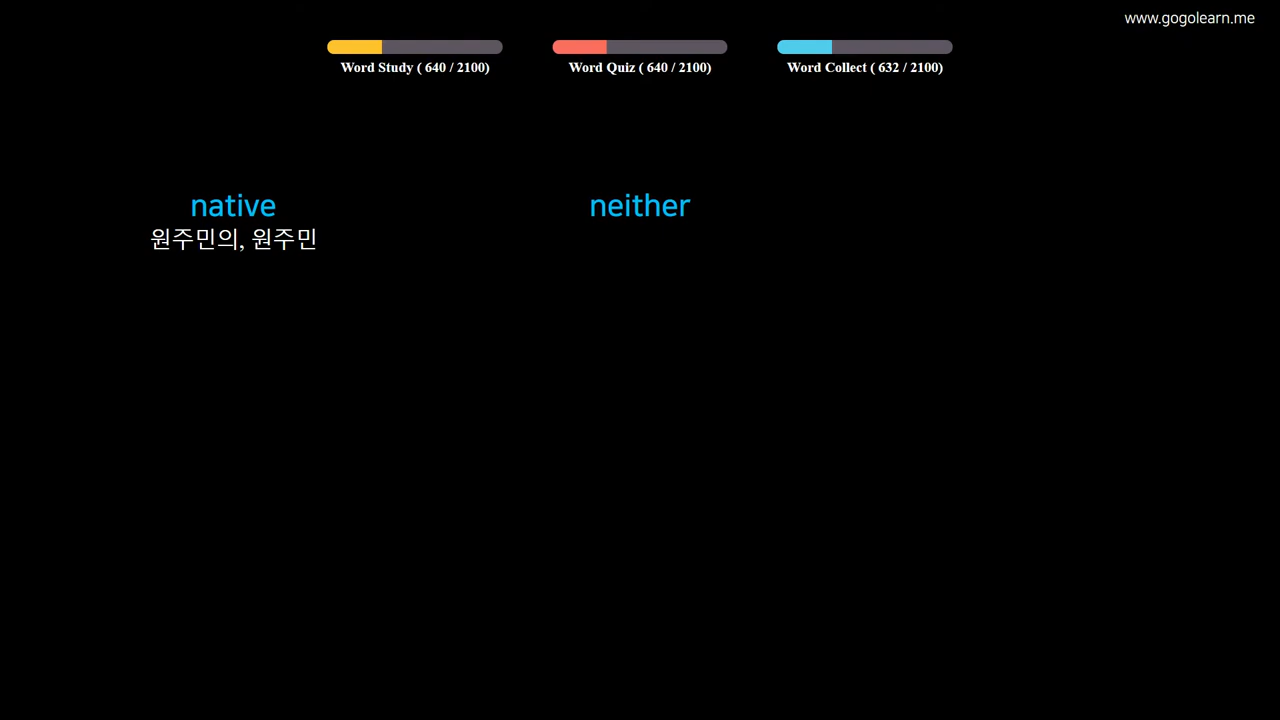 www.gogolearn.me
Word Study ( 640 / 2100)
Word Quiz ( 640 / 2100)
Word Collect ( 632 / 2100)
native
원주민의, 원주민
neither